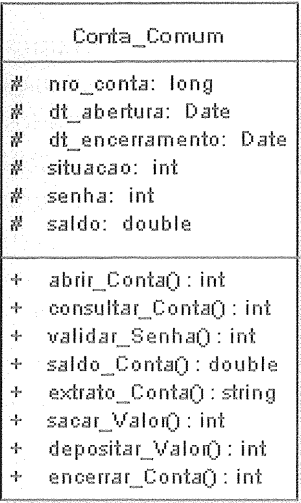 Conta_Comum
# nro_conta: long
# dt_abertura: Date
# dt_encerramento: Date
# situacao: int
# senha: int
# saldo: double
+ abrir_Conta() : int
+ consultar_Conta() : int
+ validar_Senha() : int
+ saldo_Conta() : double
+ extrato_Conta() : string
+ sacar_Valor() : int
+ depositar_Valor() : int
+ encerrar_Conta() : int